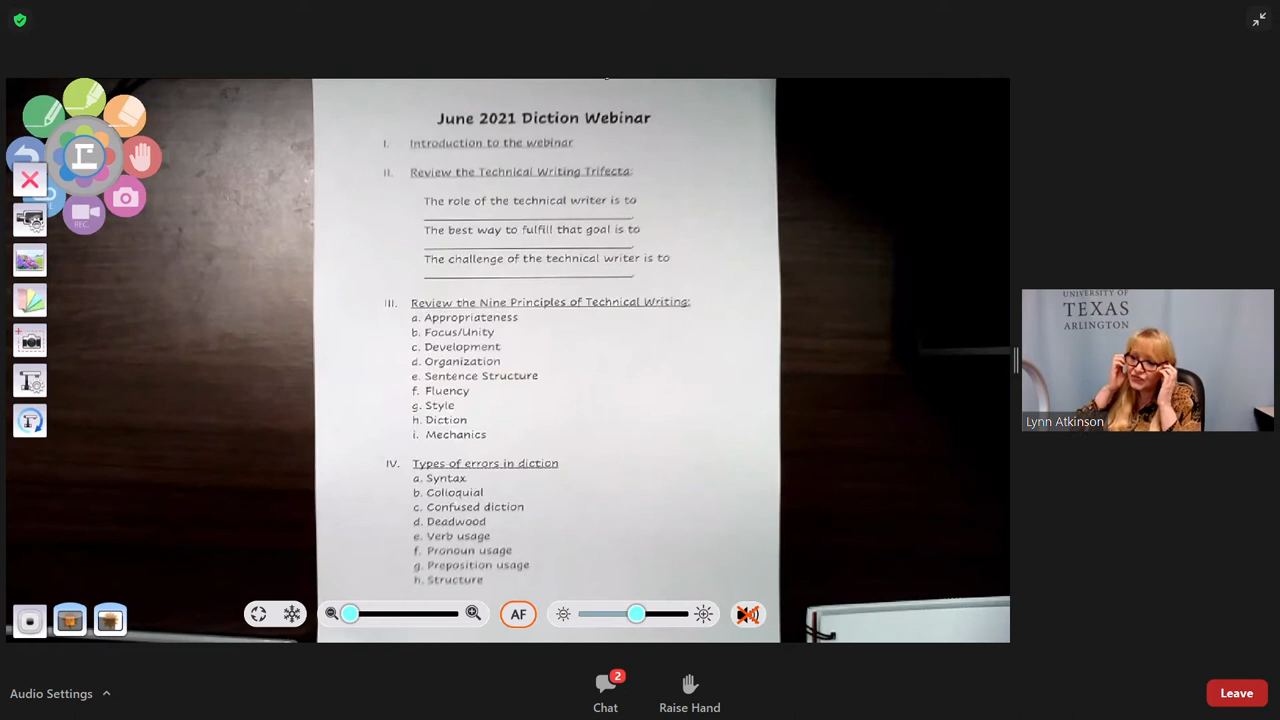 June 2021 Diction Webinar
I. Introduction to the webinar
II. Review the Technical Writing Trifecta:
The role of the technical writer is to
____________________.
The best way to fulfill that goal is to
____________________.
The challenge of the technical writer is to
____________________.
III. Review the Nine Principles of Technical Writing:
a. Appropriateness
b. Focus/Unity
c. Development
d. Organization
e. Sentence Structure
f. Fluency
g. Style
h. Diction
i. Mechanics
IV. Types of errors in diction
a. Syntax
b. Colloquial
c. Confused diction
d. Deadwood
e. Verb usage
f. Pronoun usage
g. Preposition usage
h. Structure
REC.
AF
UNIVERSITY OF
TEXAS
ARLINGTON
Lynn Atkinson
Audio Settings
2
Chat
Raise Hand
Leave